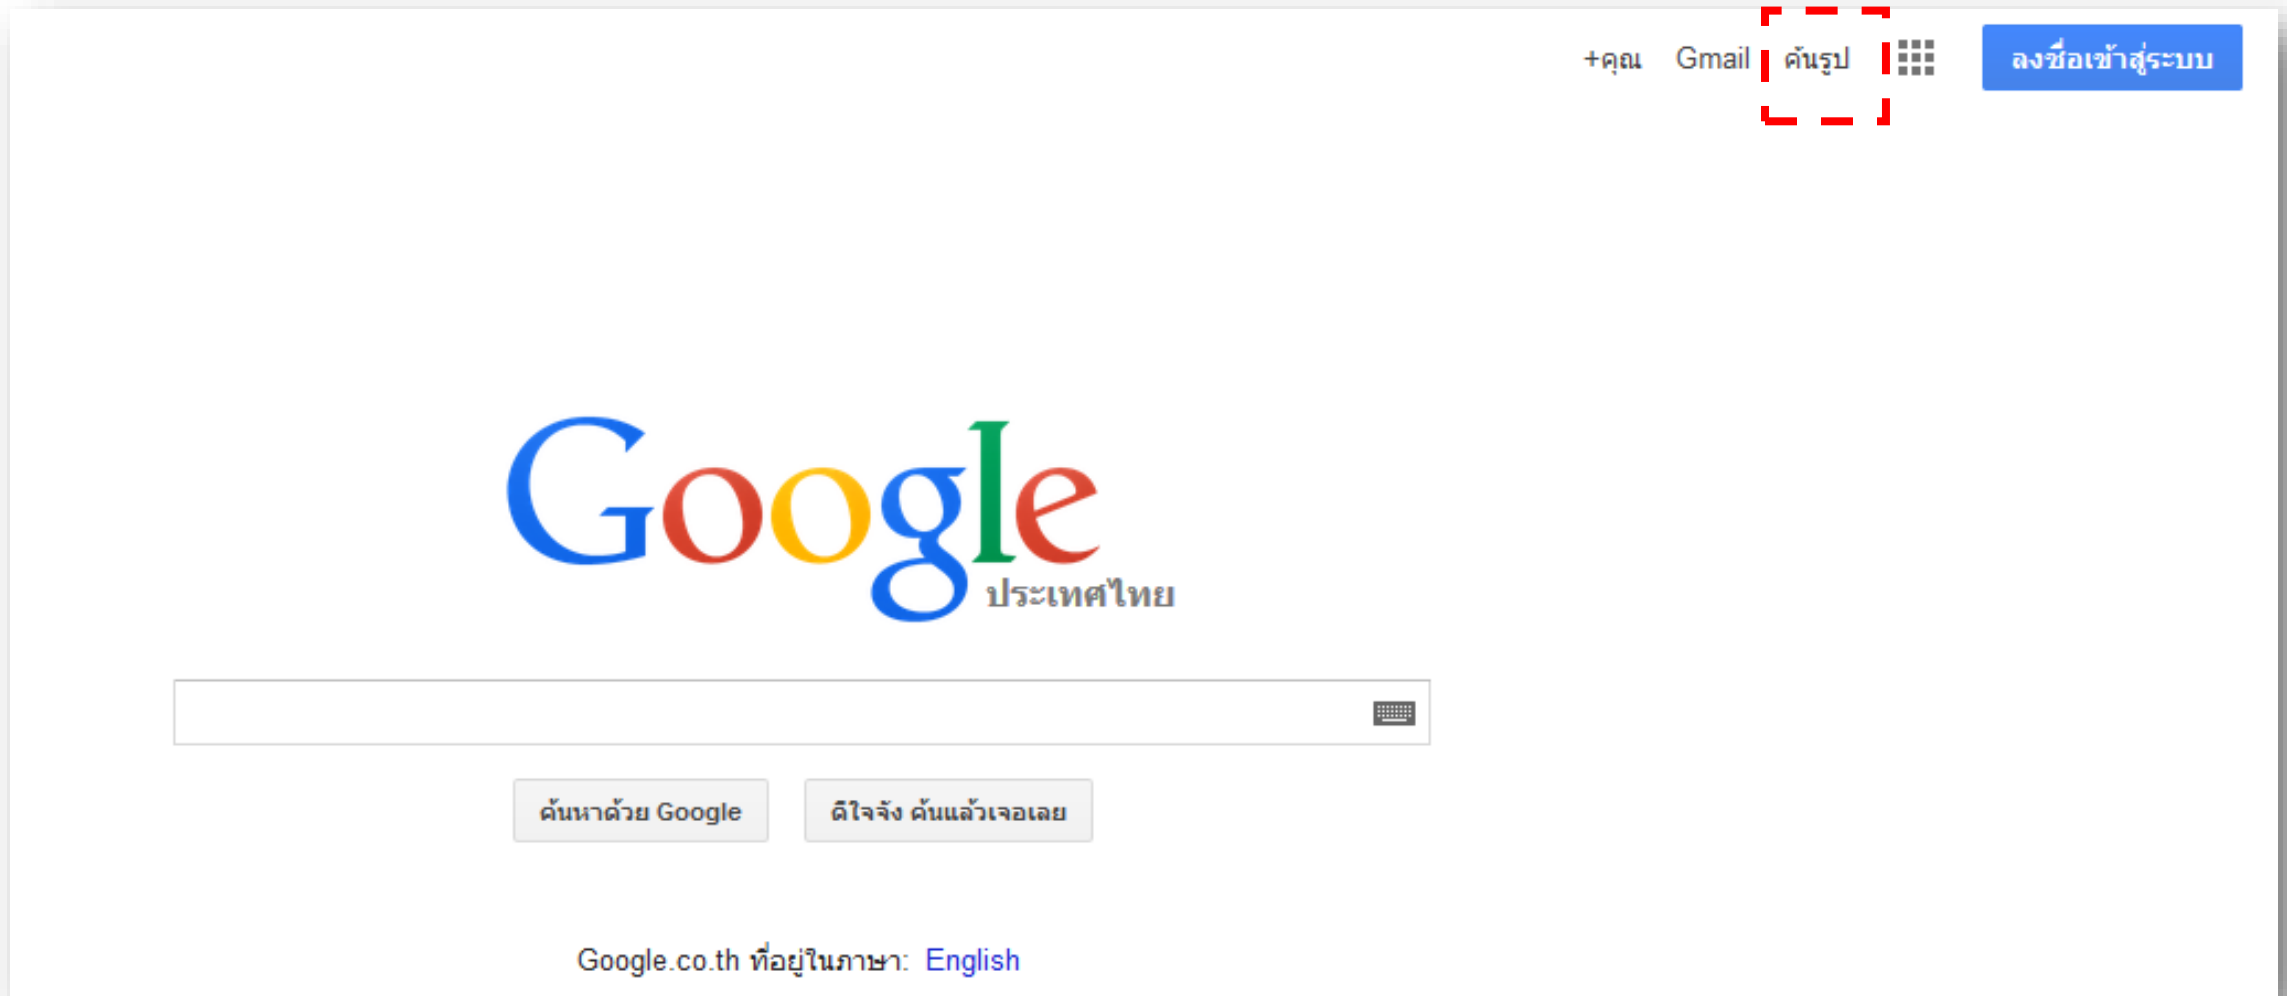 +คุณ Gmail ค้นรูป ลงชื่อเข้าสู่ระบบ
Google
ประเทศไทย
ค้นหาด้วย Google ดีใจจัง ค้นแล้วเจอเลย
Google.co.th ที่อยู่ในภาษา: English